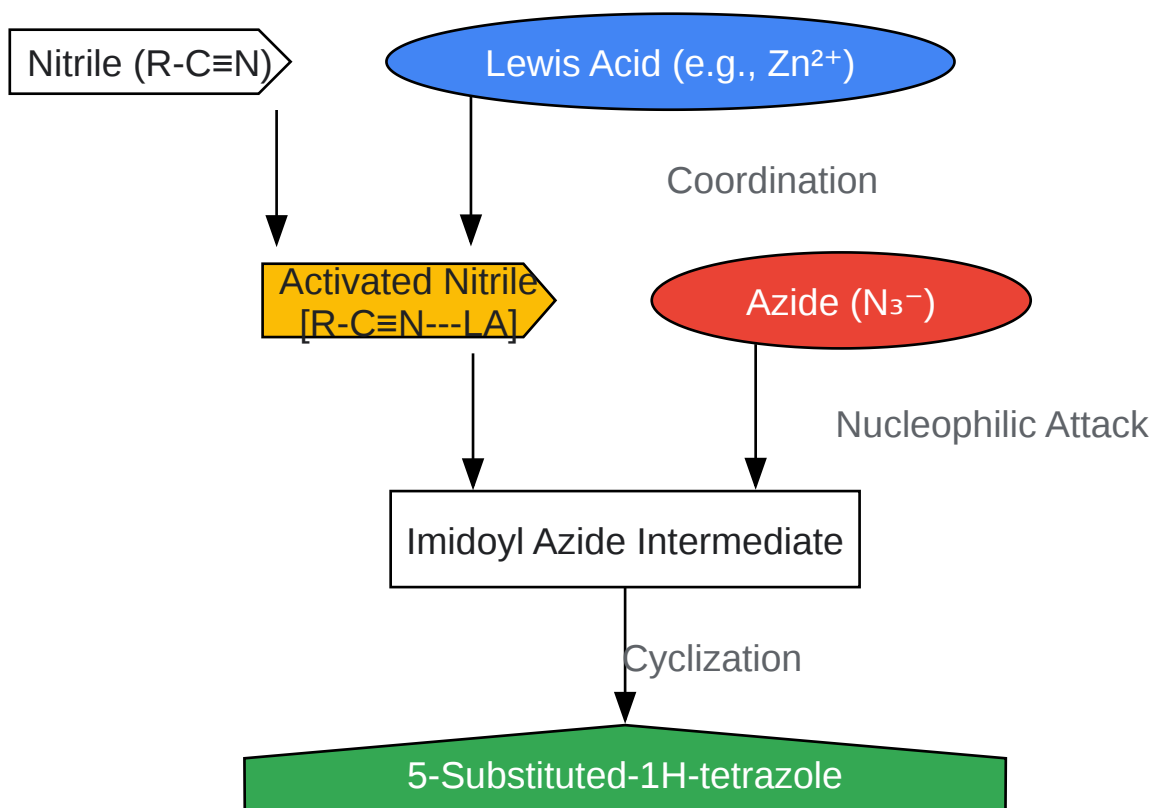 Nitrile (R-C≡N)
Lewis Acid (e.g., Zn²⁺)
Coordination
Activated Nitrile
[R-C≡N---LA]
Azide (N₃⁻)
Nucleophilic Attack
Imidoyl Azide Intermediate
Cyclization
5-Substituted-1H-tetrazole